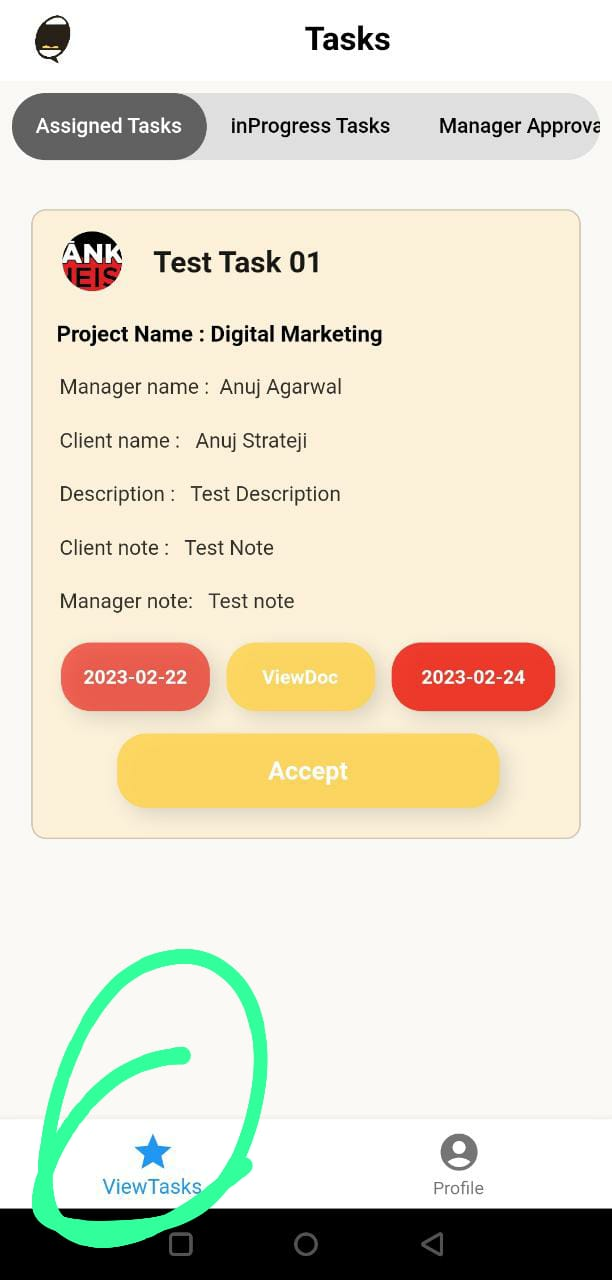 Tasks
Assigned Tasks inProgress Tasks Manager Approva
ANK
Test Task 01
Project Name : Digital Marketing
Manager name : Anuj Agarwal
Client name : Anuj Strateji
Description : Test Description
Client note : Test Note
Manager note: Test note
2023-02-22 ViewDoc 2023-02-24
Accept
ViewTasks Profile